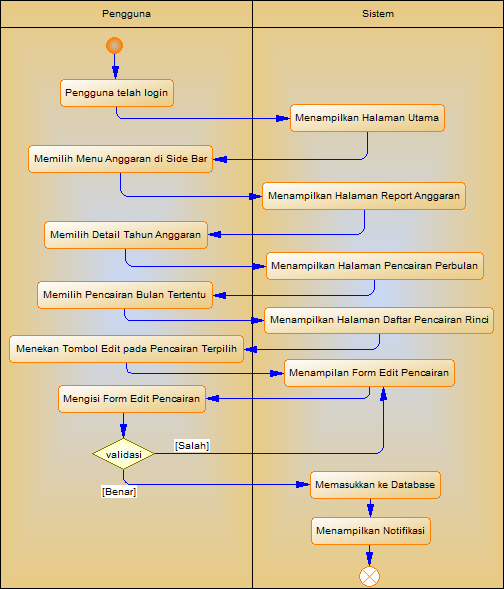 Pengguna
Sistem
Pengguna telah login
Menampilkan Halaman Utama
Memilih Menu Anggaran di Side Bar
Menampilkan Halaman Report Anggaran
Memilih Detail Tahun Anggaran
Menampilkan Halaman Pencairan Perbulan
Memilih Pencairan Bulan Tertentu
Menampilkan Halaman Daftar Pencairan Rinci
Menekan Tombol Edit pada Pencairan Terpilih
Menampilan Form Edit Pencairan
Mengisi Form Edit Pencairan
[Salah]
validasi
[Benar]
Memasukkan ke Database
Menampilkan Notifikasi